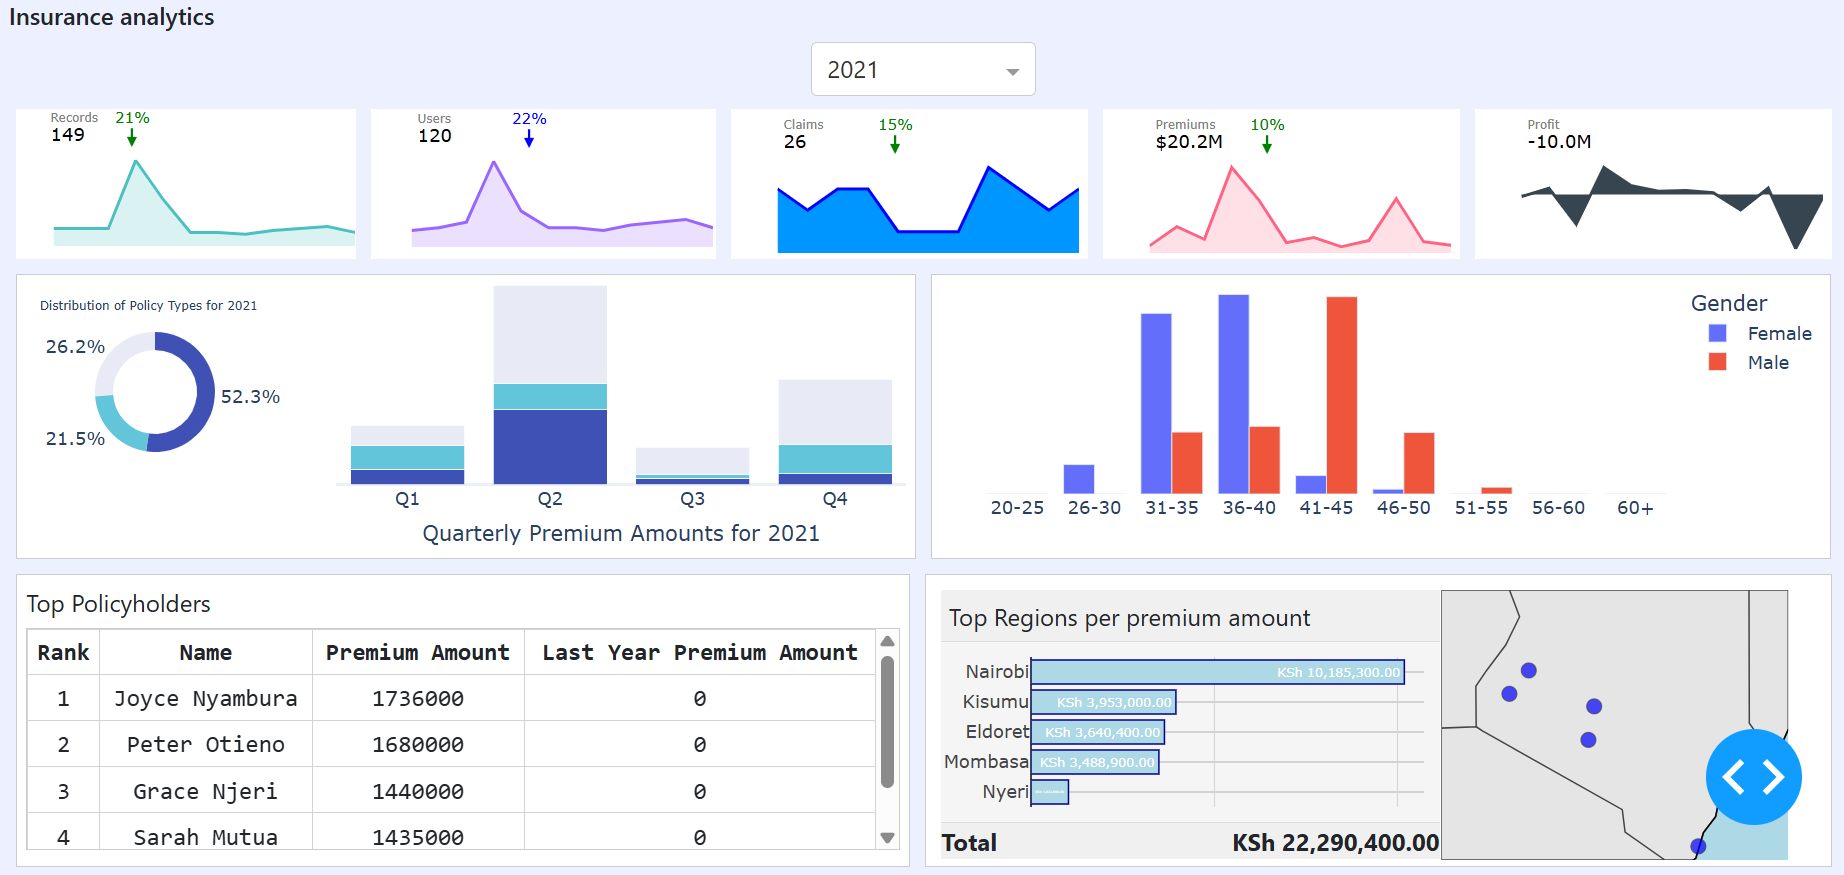 Insurance analytics
2021
Records
149
21%
Users
120
22%
Claims
26
15%
Premiums
$20.2M
10%
Profit
-10.0M
Distribution of Policy Types for 2021
26.2%
52.3%
21.5%
Q1 Q2 Q3 Q4
Quarterly Premium Amounts for 2021
Gender
Female
Male
20-25 26-30 31-35 36-40 41-45 46-50 51-55 56-60 60+
Top Policyholders
Rank Name Premium Amount Last Year Premium Amount
1 Joyce Nyambura 1736000 0
2 Peter Otieno 1680000 0
3 Grace Njeri 1440000 0
4 Sarah Mutua 1435000 0
Top Regions per premium amount
Nairobi KSh 10,185,300.00
Kisumu KSh 3,953,000.00
Eldoret KSh 3,640,400.00
Mombasa KSh 3,488,900.00
Nyeri
Total KSh 22,290,400.00